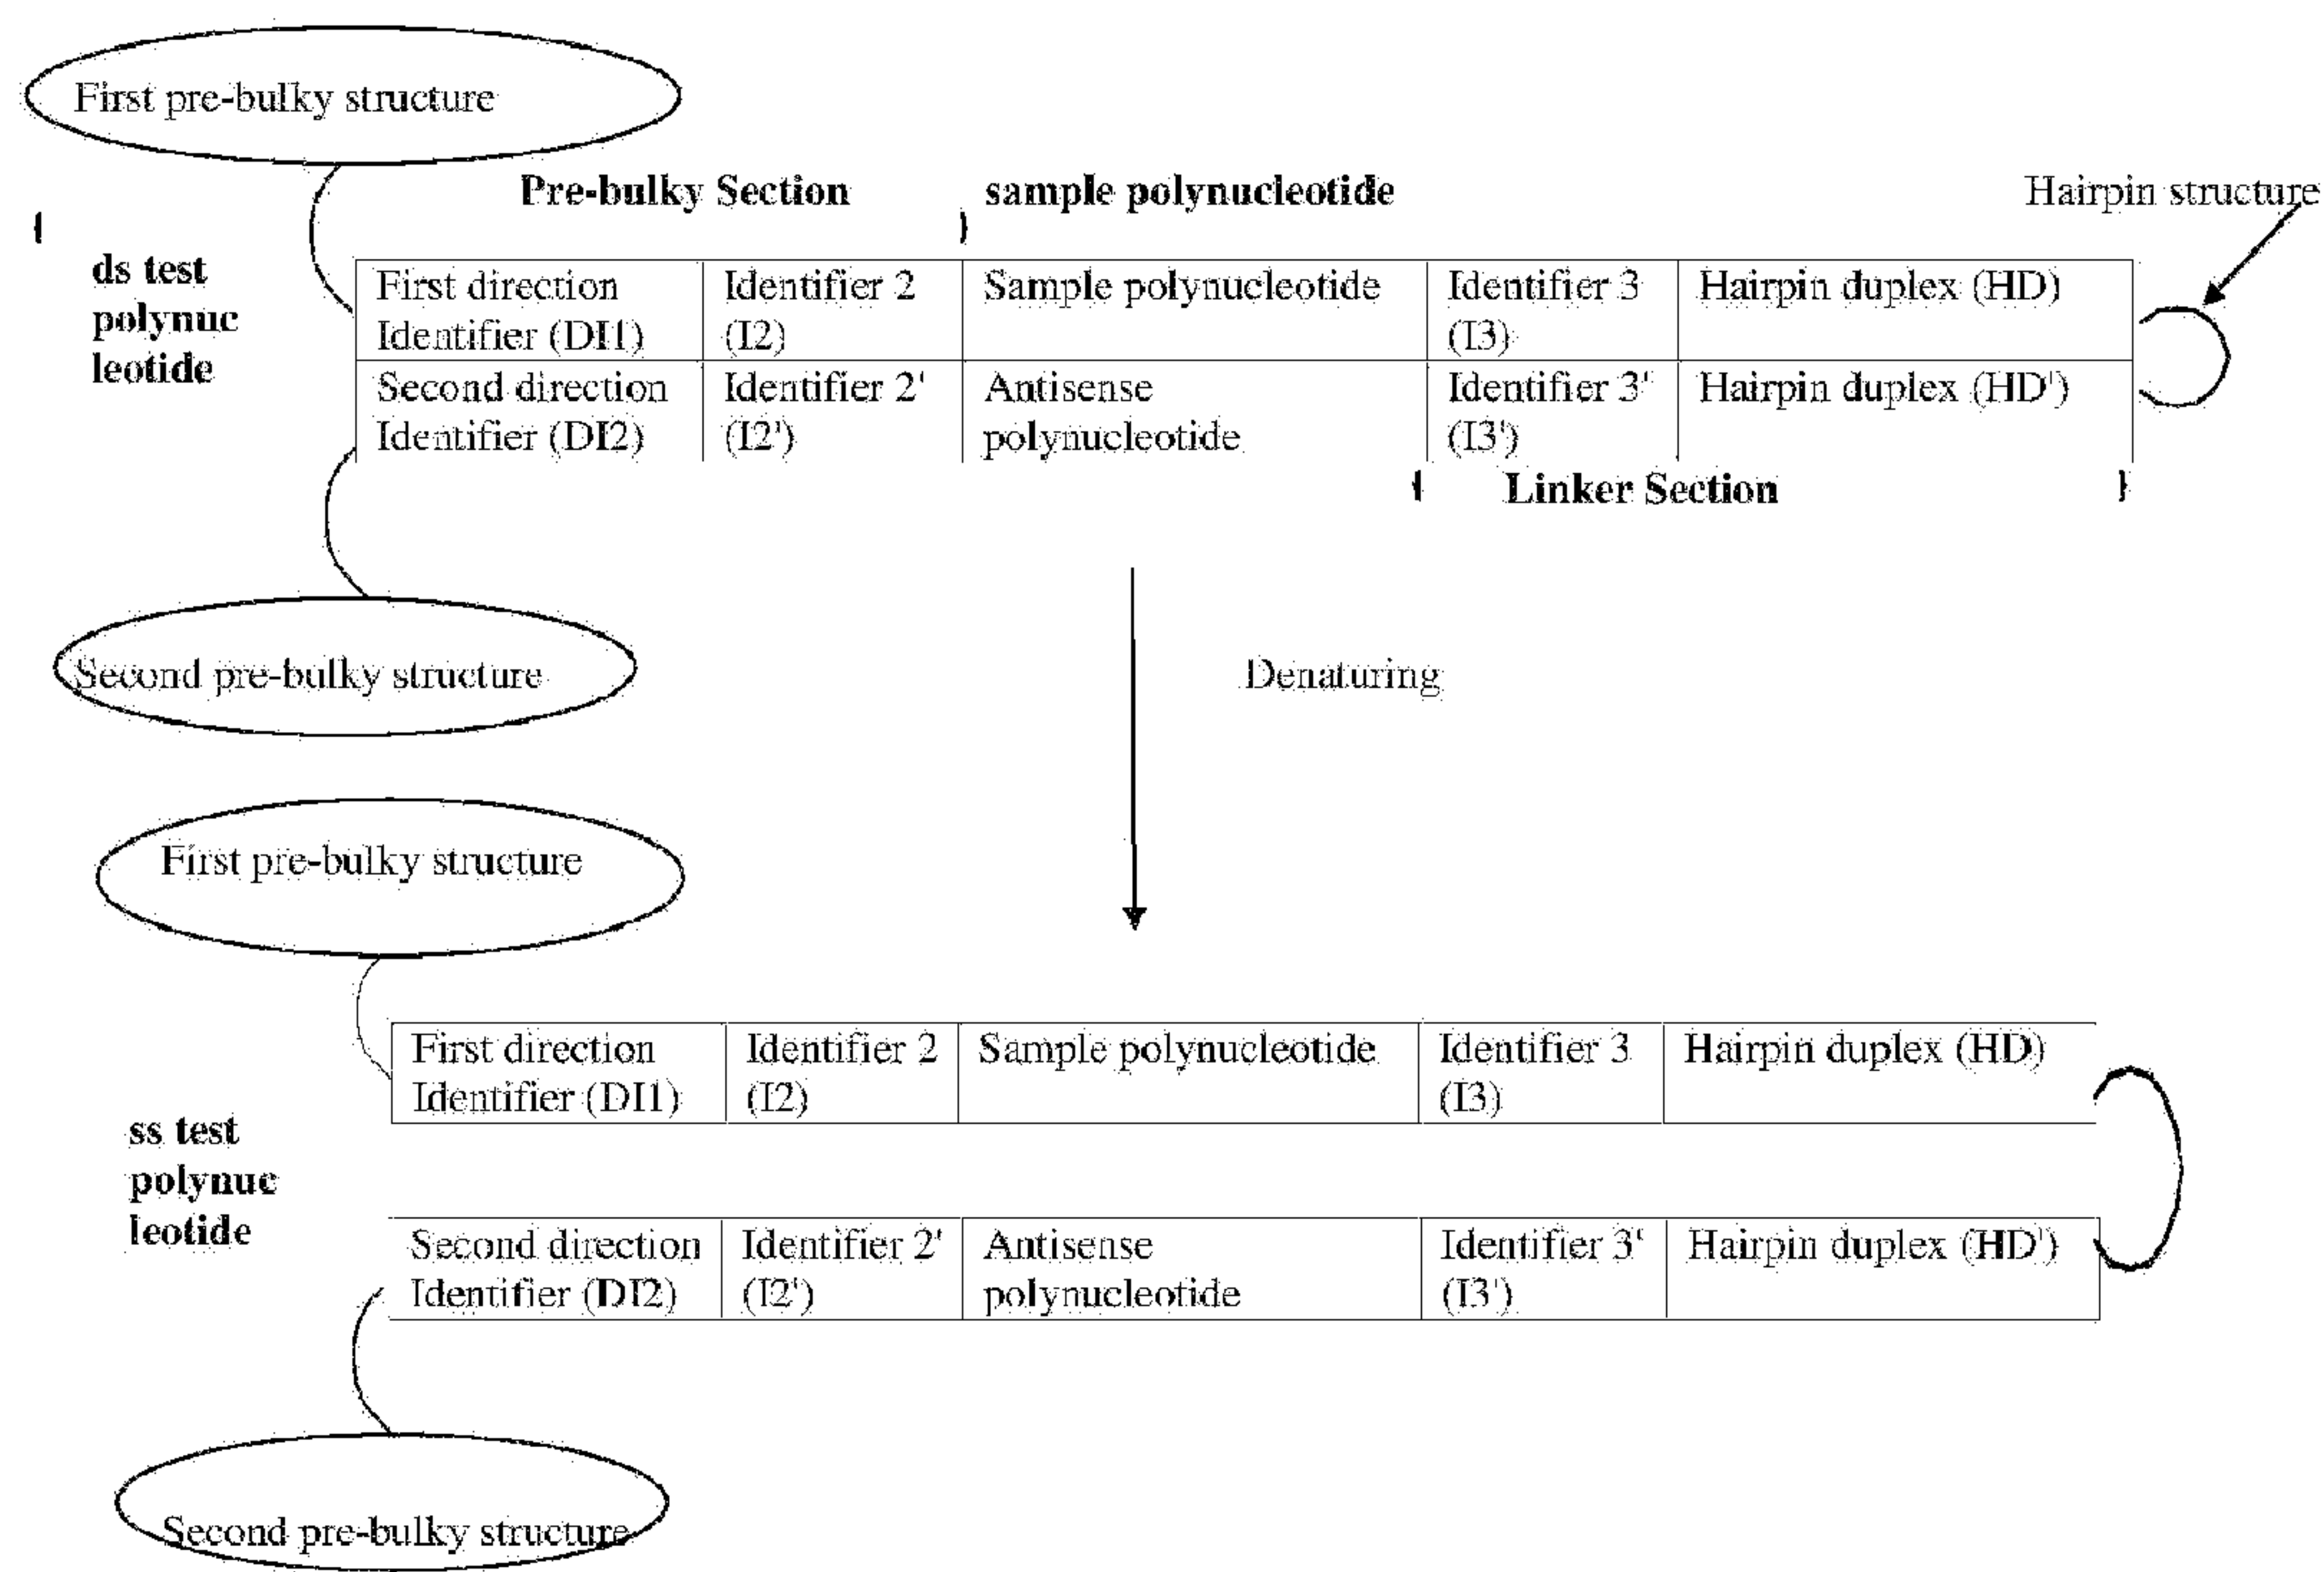 First pre-bulky structure
Pre-bulky Section
sample polynucleotide
Hairpin structure
ds test
polynuc
leotide
First direction
Identifier (DI1)
Identifier 2
(I2)
Sample polynucleotide
Identifier 3
(I3)
Hairpin duplex (HD)
Second direction
Identifier (DI2)
Identifier 2'
(I2')
Antisense
polynucleotide
Identifier 3'
(I3')
Hairpin duplex (HD')
Linker Section
Second pre-bulky structure
Denaturing
First pre-bulky structure
ss test
polynuc
leotide
First direction
Identifier (DI1)
Identifier 2
(I2)
Sample polynucleotide
Identifier 3
(I3)
Hairpin duplex (HD)
Second direction
Identifier (DI2)
Identifier 2'
(I2')
Antisense
polynucleotide
Identifier 3'
(I3')
Hairpin duplex (HD')
Second pre-bulky structure